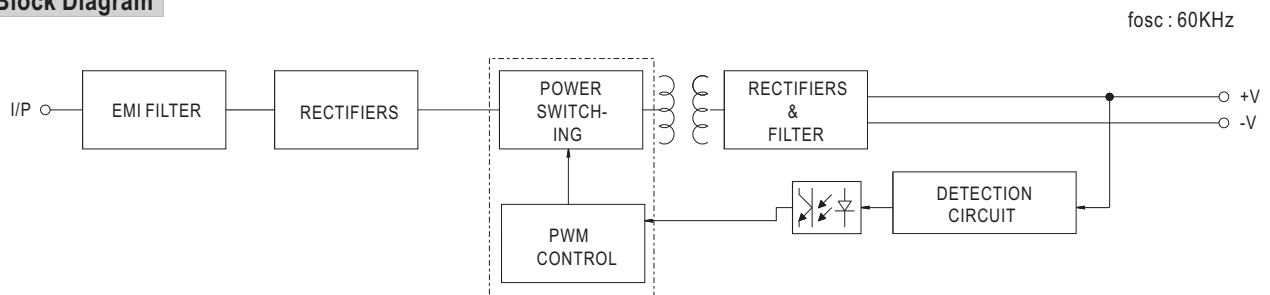 Block Diagram
fosc : 60KHz
I/P
EMI FILTER
RECTIFIERS
POWER
SWITCH-
ING
RECTIFIERS
&
FILTER
+V
-V
DETECTION
CIRCUIT
PWM
CONTROL